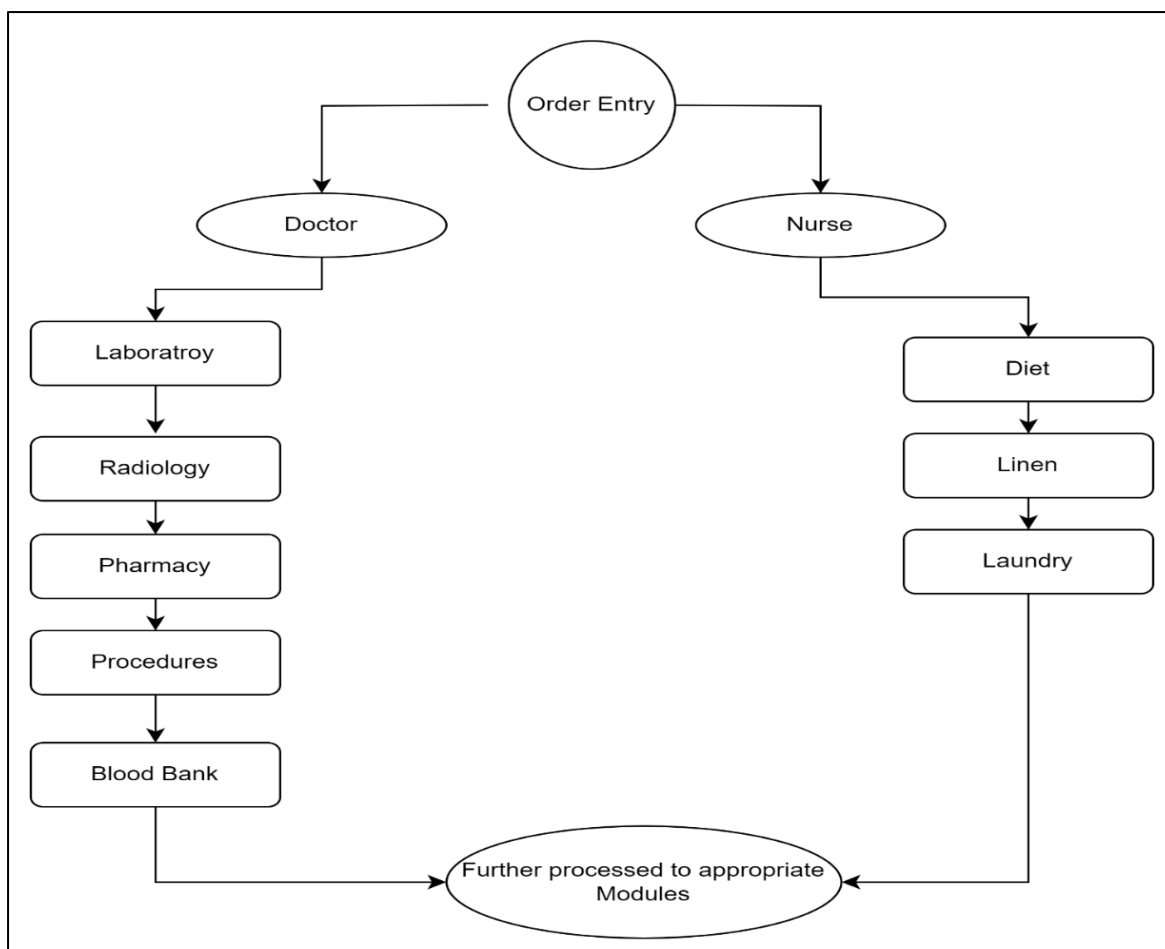 Order Entry
Doctor
Nurse
Laboratroy
Diet
Radiology
Linen
Pharmacy
Laundry
Procedures
Blood Bank
Further processed to appropriate
Modules